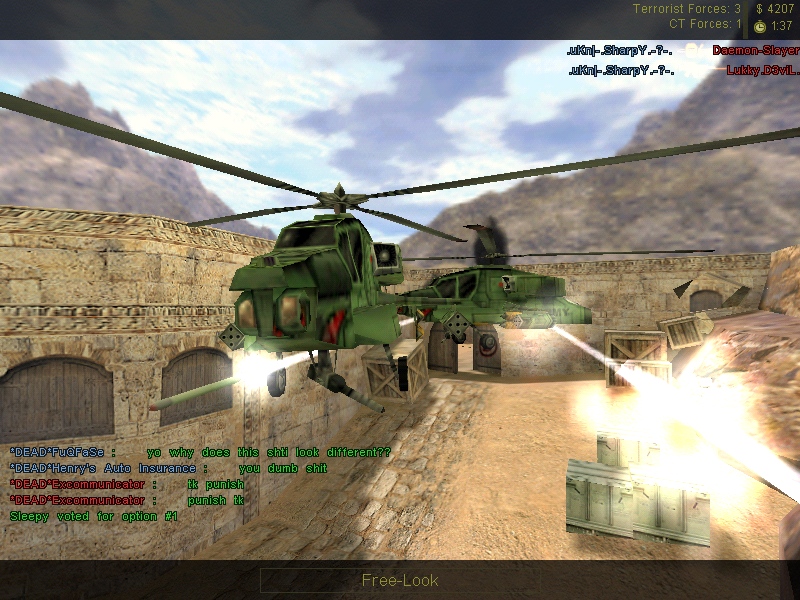 Terrorist Forces: 3
$ 4207
CT Forces: 1
1:37
.uKn|-.SharpY.-?-. Daemon-Slayer
.uKn|-.SharpY.-?-. Lukky.D3viL.
*DEAD*FuQFaSe : yo why does this shti look different??
*DEAD*Henry's Auto Insurance : you dumb shit
*DEAD*Excommunicator : tk punish
*DEAD*Excommunicator : punish tk
Sleepy voted for option #1
Free-Look